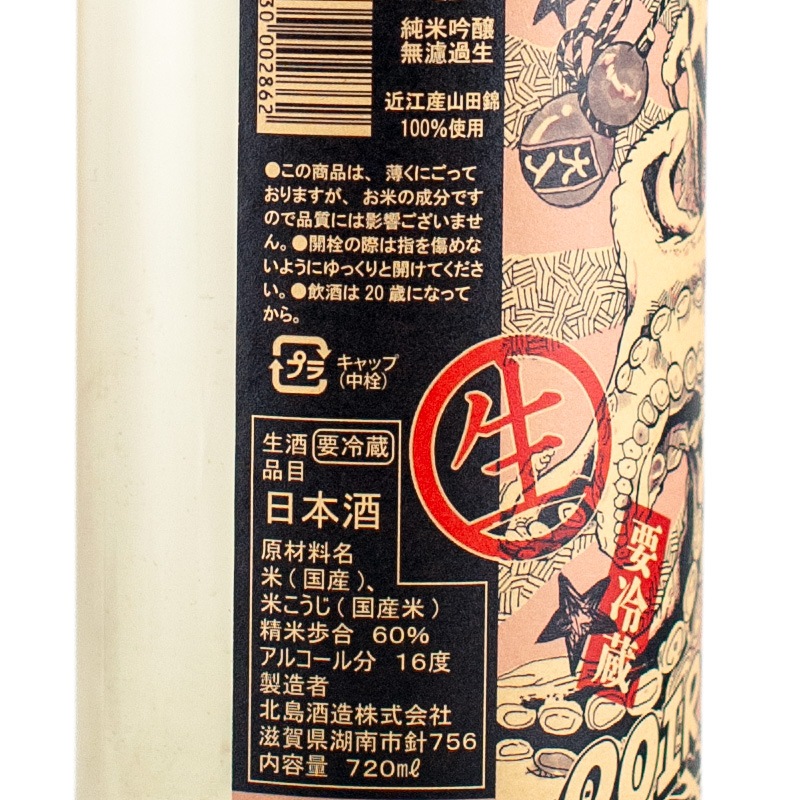 30 002862
純米吟醸
無濾過生
近江産山田錦
100%使用
●この商品は、薄くにごって
おりますが、お米の成分です
ので品質には影響ございませ
ん。●開栓の際は指を傷めな
いようにゆっくりと開けてくださ
い。●飲酒は20歳になって
から。
プラ
キャップ
(中栓)
生酒 要冷蔵
品目
日本酒
原材料名
米(国産)、
米こうじ(国産米)
精米歩合 60%
アルコール分 16度
製造者
北島酒造株式会社
滋賀県湖南市針756
内容量 720mℓ
大入
生
要冷蔵